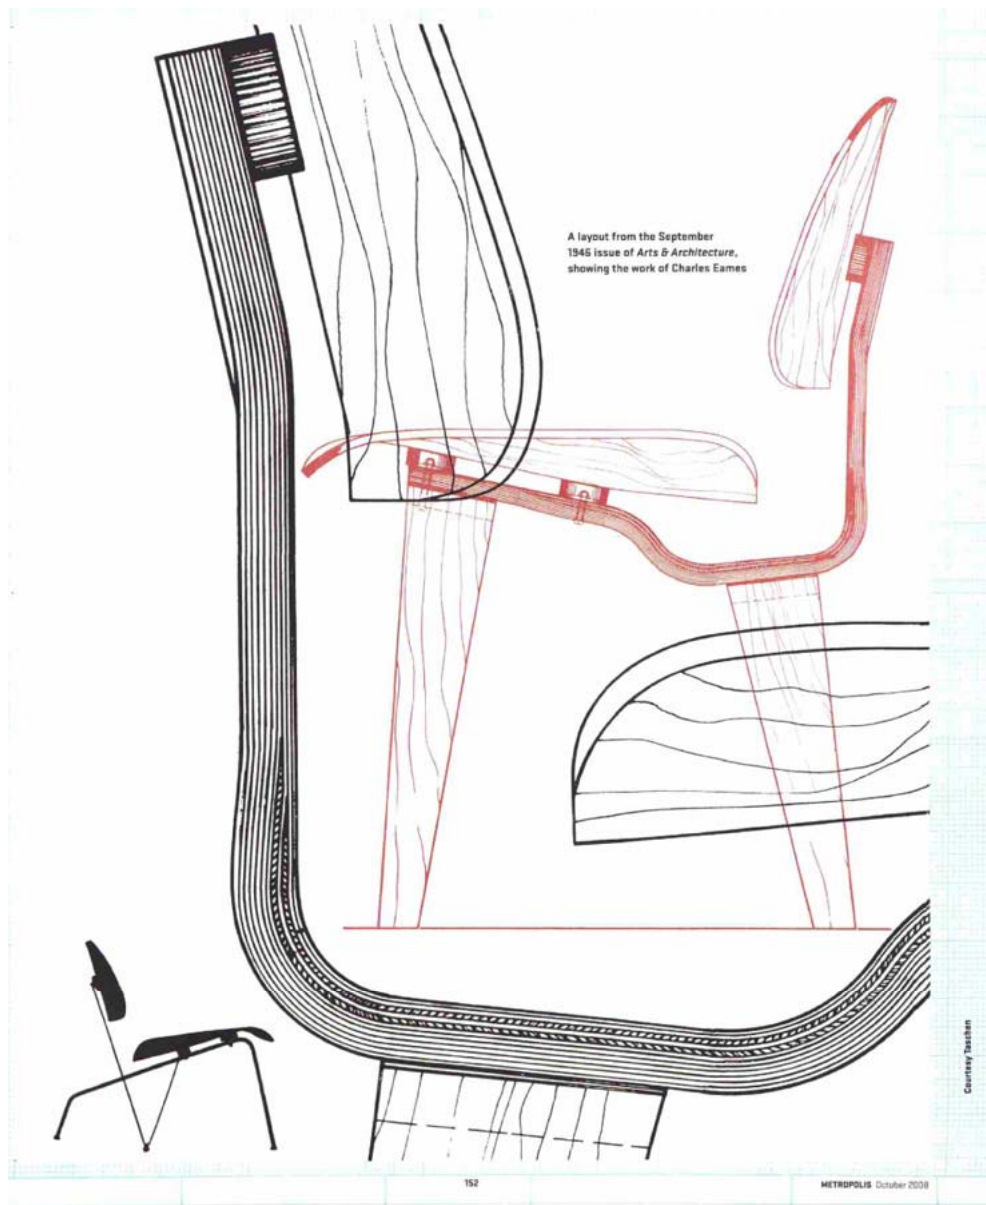 A layout from the September
1946 issue of Arts & Architecture,
showing the work of Charles Eames
Courtesy Taschen
152
METROPOLIS October 2008